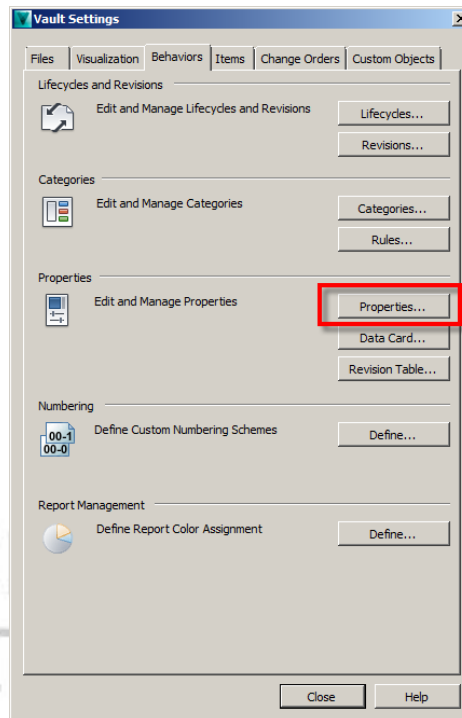 Vault Settings
Files Visualization Behaviors Items Change Orders Custom Objects
Lifecycles and Revisions
Edit and Manage Lifecycles and Revisions
Lifecycles...
Revisions...
Categories
Edit and Manage Categories
Categories...
Rules...
Properties
Edit and Manage Properties
Properties...
Data Card...
Revision Table...
Numbering
00-1
00-0
Define Custom Numbering Schemes
Define...
Report Management
Define Report Color Assignment
Define...
Close Help